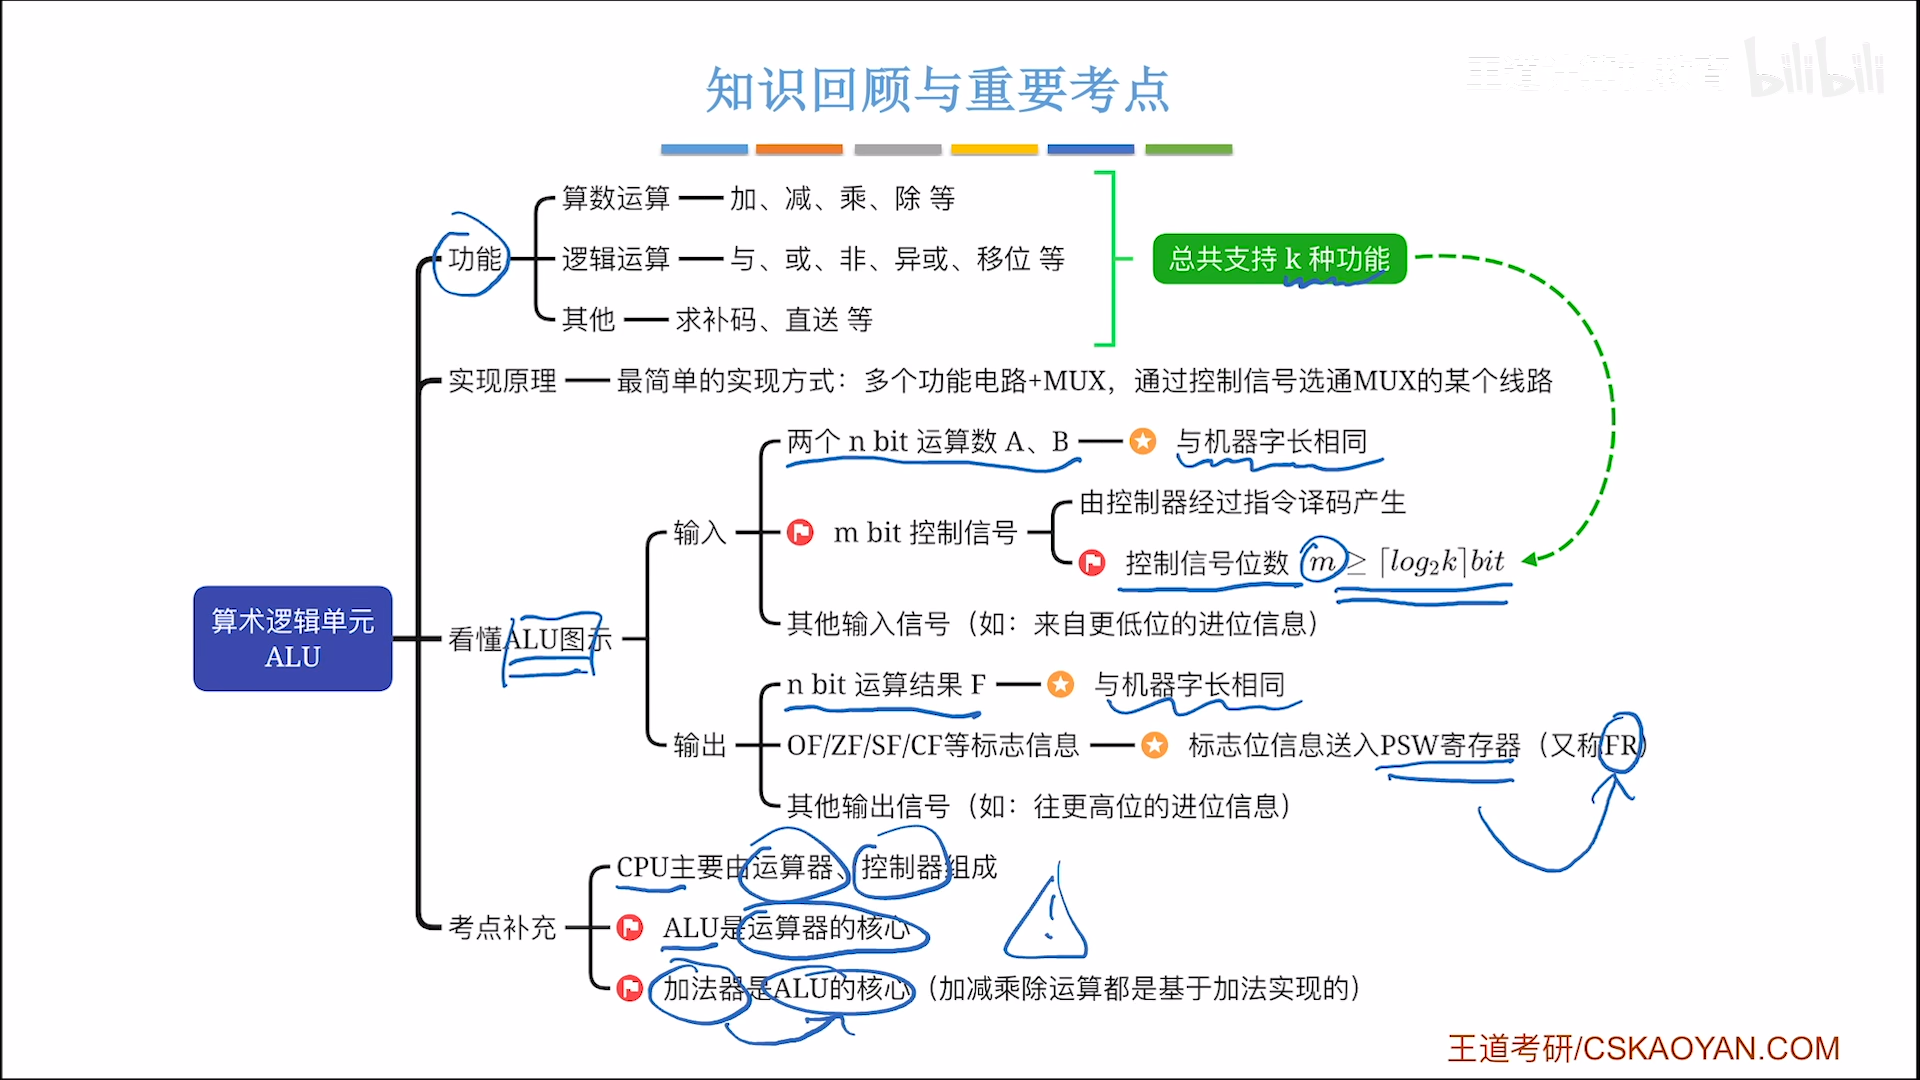 知识回顾与重要考点
bilibili
算数运算
加、减、乘、除 等
功能
逻辑运算
与、或、非、异或、移位 等
总共支持 k 种功能
其他
求补码、直送 等
实现原理
最简单的实现方式：多个功能电路+MUX，通过控制信号选通MUX的某个线路
两个 n bit 运算数 A、B
与机器字长相同
由控制器经过指令译码产生
输入
m bit 控制信号
控制信号位数 m ≥ ⌈log₂k⌉bit
其他输入信号（如：来自更低位的进位信息）
算术逻辑单元
ALU
看懂ALU图示
n bit 运算结果 F
与机器字长相同
输出
OF/ZF/SF/CF等标志信息
标志位信息送入PSW寄存器（又称FR）
其他输出信号（如：往更高位的进位信息）
CPU主要由运算器、控制器组成
考点补充
ALU是运算器的核心
加法器是ALU的核心（加减乘除运算都是基于加法实现的）
王道考研/CSKAOYAN.COM